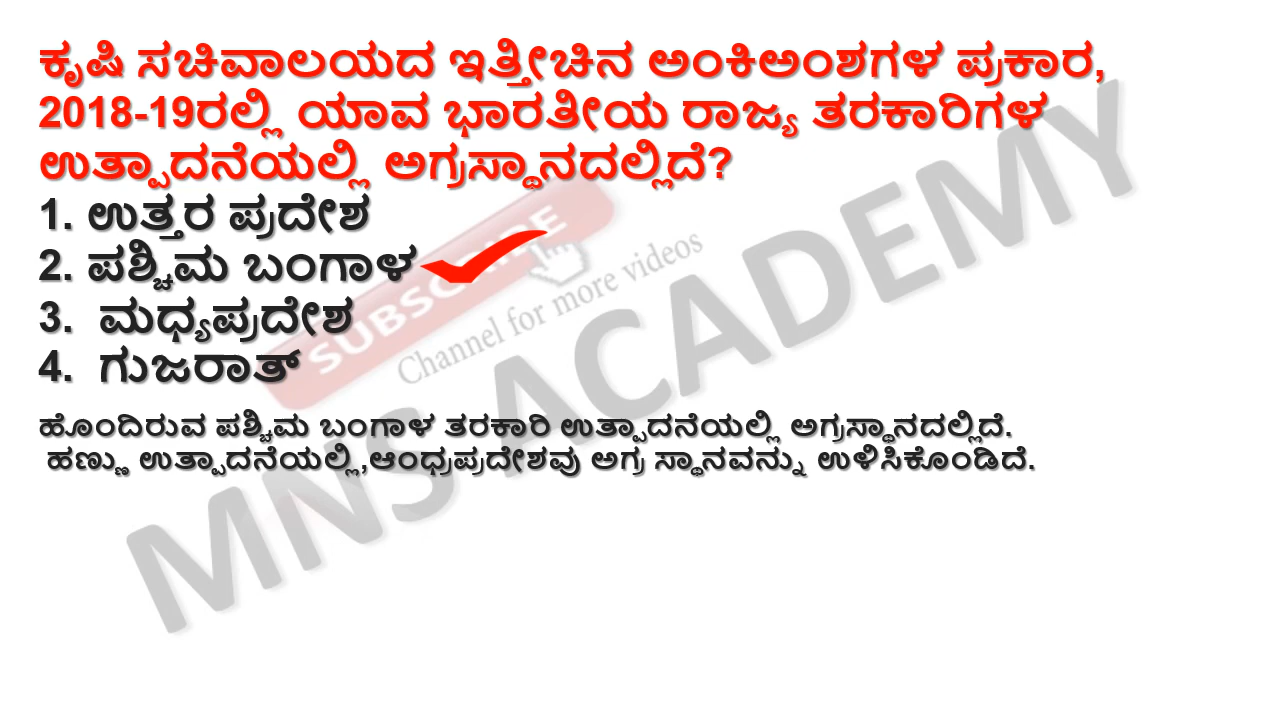 ಕೃಷಿ ಸಚಿವಾಲಯದ ಇತ್ತೀಚಿನ ಅಂಕಿಅಂಶಗಳ ಪ್ರಕಾರ,
2018-19ರಲ್ಲಿ ಯಾವ ಭಾರತೀಯ ರಾಜ್ಯ ತರಕಾರಿಗಳ
ಉತ್ಪಾದನೆಯಲ್ಲಿ ಅಗ್ರಸ್ಥಾನದಲ್ಲಿದೆ?
1. ಉತ್ತರ ಪ್ರದೇಶ
2. ಪಶ್ಚಿಮ ಬಂಗಾಳ
3. ಮಧ್ಯಪ್ರದೇಶ
4. ಗುಜರಾತ್
ಹೊಂದಿರುವ ಪಶ್ಚಿಮ ಬಂಗಾಳ ತರಕಾರಿ ಉತ್ಪಾದನೆಯಲ್ಲಿ ಅಗ್ರಸ್ಥಾನದಲ್ಲಿದೆ.
ಹಣ್ಣು ಉತ್ಪಾದನೆಯಲ್ಲಿ,ಆಂಧ್ರಪ್ರದೇಶವು ಅಗ್ರ ಸ್ಥಾನವನ್ನು ಉಳಿಸಿಕೊಂಡಿದೆ.
SUBSCRIBE
Channel for more videos
MNS ACADEMY